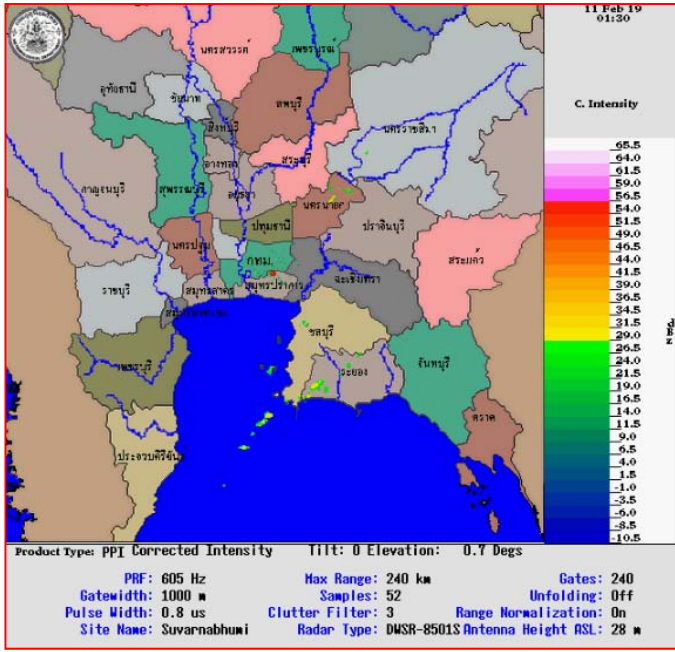 11 Feb 19
01:30
C. Intensity
65.5
64.0
61.5
59.0
56.5
54.0
51.5
49.0
46.5
44.0
41.5
39.0
36.5
34.0
31.5
29.0
26.5
24.0
21.5
19.0
16.5
14.0
11.5
9.0
6.5
4.0
1.5
-1.0
-3.5
-6.0
-8.5
-10.5
นครสวรรค์
เพชรบูรณ์
อุทัยธานี
ชัยนาท
ลพบุรี
สิงหบุรี
นครราชสีมา
อ่างทอง
สระบุรี
กาญจนบุรี
สุพรรณบุรี
อยุธยา
นครนายก
ปทุมธานี
ปราจีนบุรี
นครปฐม
กทม.
สระแก้ว
ราชบุรี
สมุทรสาคร
สมุทรปราการ
ฉะเชิงเทรา
ชลบุรี
เพชรบุรี
ระยอง
จันทบุรี
ตราด
ประจวบคีรีขันธ์
Product Type: PPI Corrected Intensity Tilt: 0 Elevation: 0.7 Degs
PRF: 605 Hz Max Range: 240 km Gates: 240
Gatewidth: 1000 m Samples: 52 Unfolding: Off
Pulse Width: 0.8 us Clutter Filter: 3 Range Normalization: On
Site Name: Suvarnabhumi Radar Type: DWSR-8501S Antenna Height ASL: 28 m